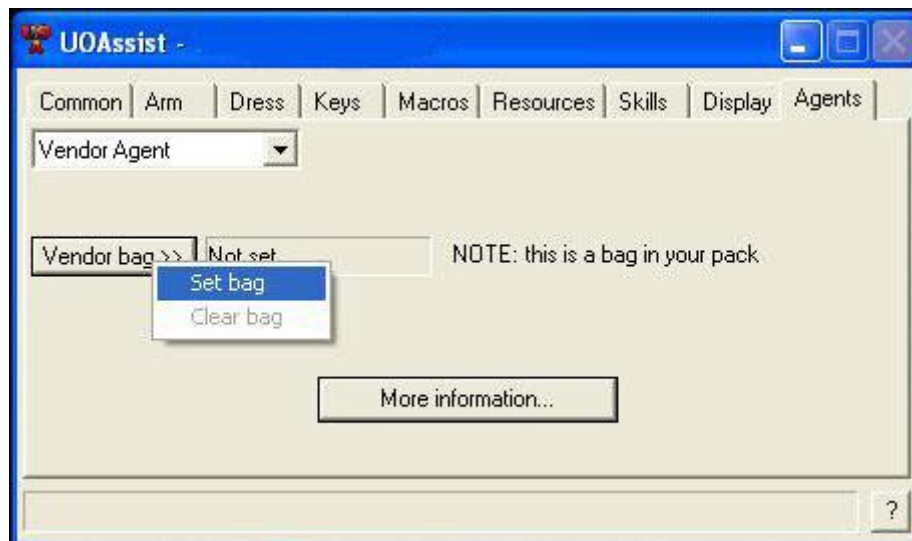 UOAssist -
Common Arm Dress Keys Macros Resources Skills Display Agents
Vendor Agent
Vendor bag >> Not set NOTE: this is a bag in your pack
Set bag
Clear bag
More information...
?